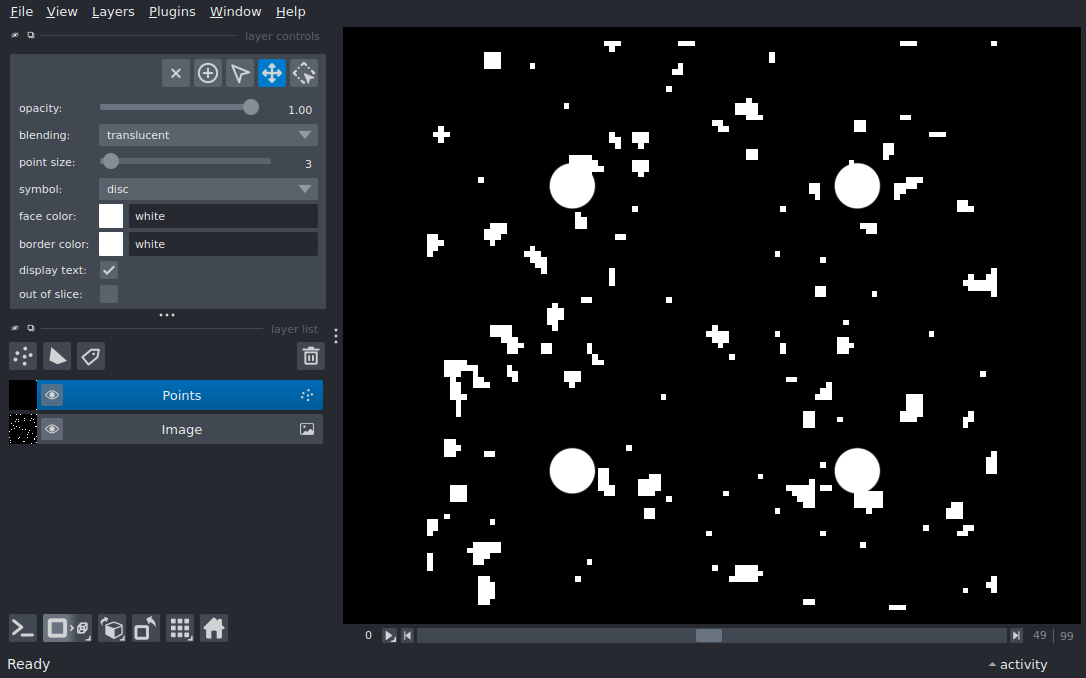 File View Layers Plugins Window Help
layer controls
opacity: 1.00
blending: translucent
point size: 3
symbol: disc
face color: white
border color: white
display text:
out of slice:
layer list
Points
Image
0 49 99
Ready activity